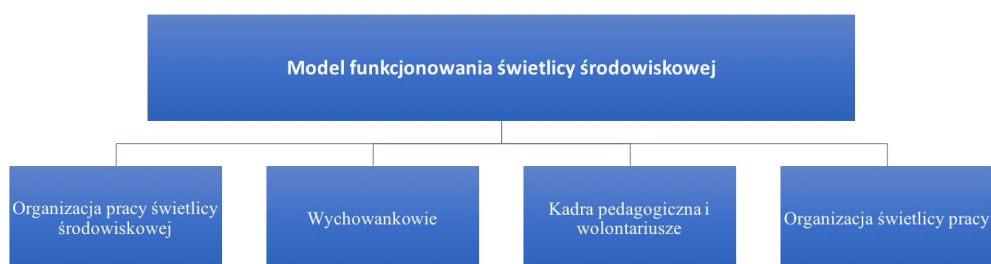 Model funkcjonowania świetlicy środowiskowej
Organizacja pracy świetlicy
środowiskowej
Wychowankowie
Kadra pedagogiczna i
wolontariusze
Organizacja świetlicy pracy